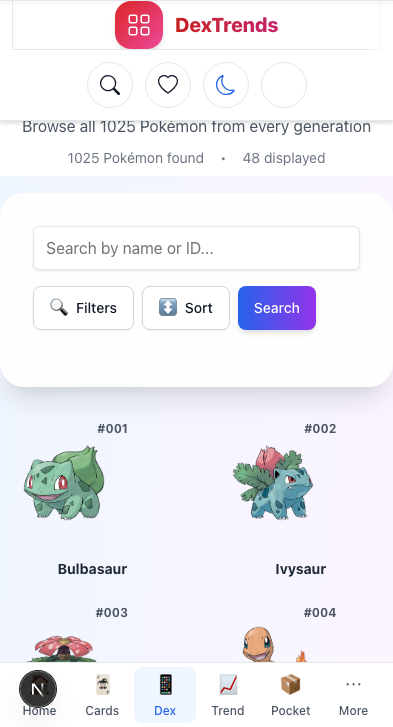 DexTrends
Browse all 1025 Pokémon from every generation
1025 Pokémon found • 48 displayed
Search by name or ID...
Filters
Sort
Search
#001
#002
Bulbasaur
Ivysaur
#003
#004
N
Home
Cards
Dex
Trend
Pocket
More